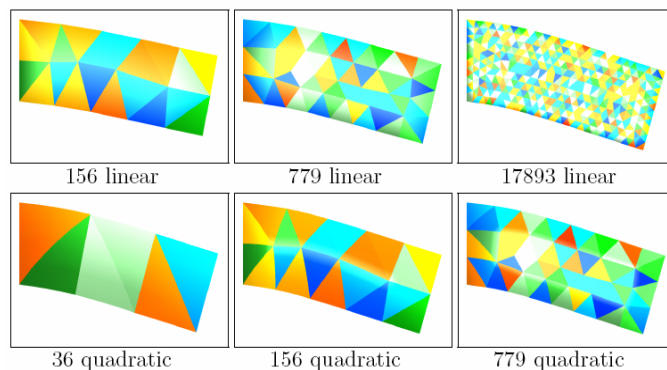 156 linear
779 linear
17893 linear
36 quadratic
156 quadratic
779 quadratic